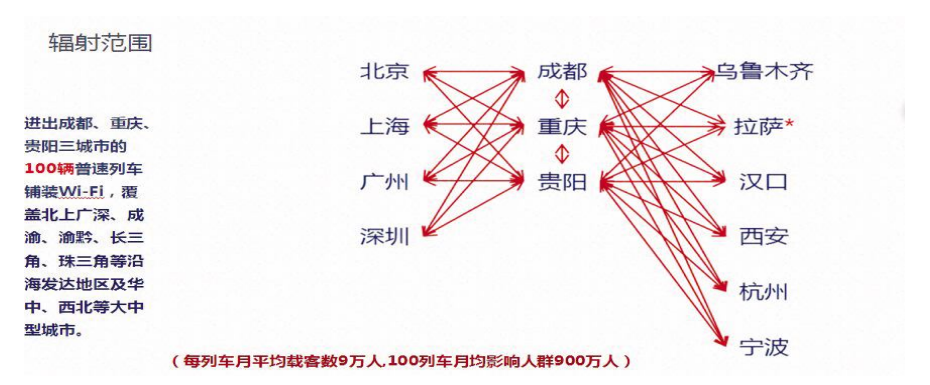 辐射范围
进出成都、重庆、
贵阳三城市的
100辆普速列车
铺装Wi-Fi，覆
盖北上广深、成
渝、渝黔、长三
角、珠三角等沿
海发达地区及华
中、西北等大中
型城市。
北京 成都 乌鲁木齐
上海 重庆 拉萨*
广州 贵阳 汉口
深圳 西安
杭州
宁波
（每列车月平均载客数9万人,100列车月均影响人群900万人）